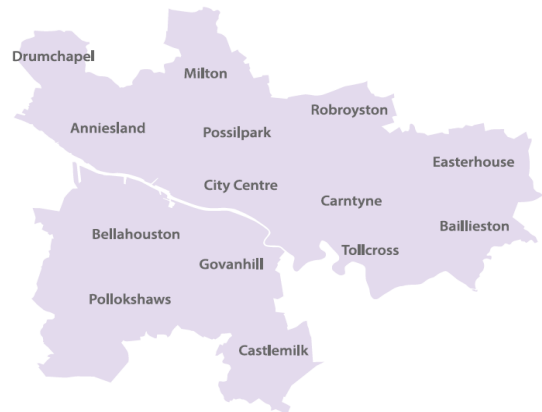 Drumchapel
Milton
Robroyston
Anniesland
Possilpark
Easterhouse
City Centre
Carntyne
Baillieston
Bellahouston
Tollcross
Govanhill
Pollokshaws
Castlemilk